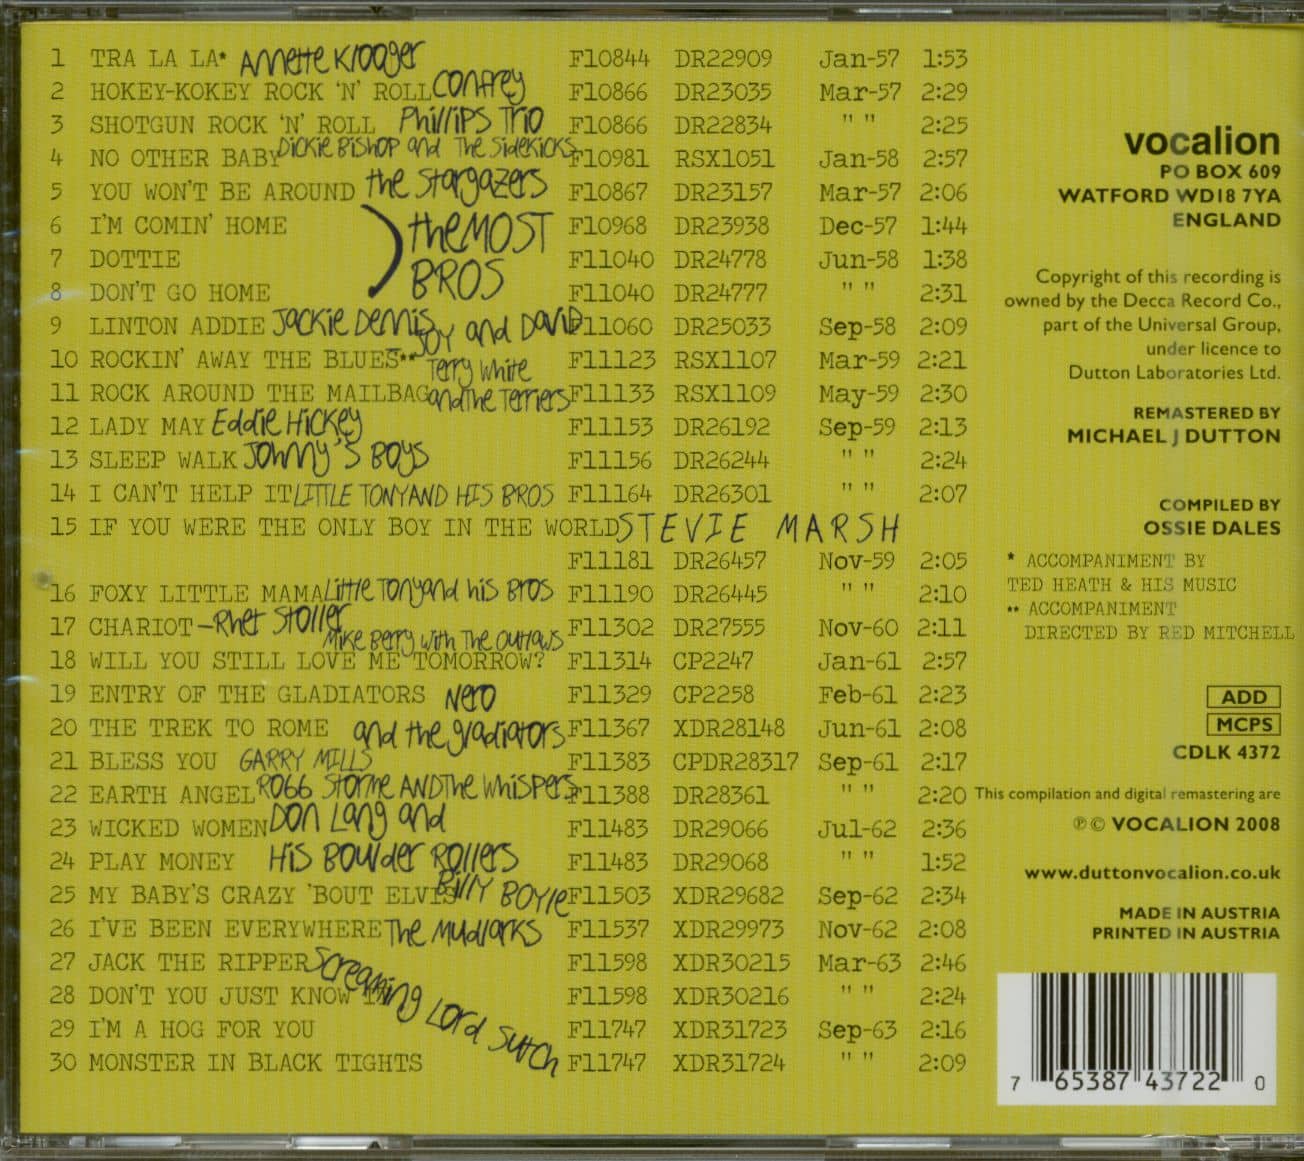 1 TRA LA LA* Annette Klooger F10844 DR22909 Jan-57 1:53
2 HOKEY-KOKEY ROCK 'N' ROLL Confrey F10866 DR23035 Mar-57 2:29
3 SHOTGUN ROCK 'N' ROLL Phillips Trio F10866 DR22834 " " 2:25
4 NO OTHER BABY Dickie Bishop and The Sidekicks F10981 RSX1051 Jan-58 2:57
5 YOU WON'T BE AROUND the Stargazers F10867 DR23157 Mar-57 2:06
6 I'M COMIN' HOME the MOST F10968 DR23938 Dec-57 1:44
7 DOTTIE BROS F11040 DR24778 Jun-58 1:38
8 DON'T GO HOME F11040 DR24777 " " 2:31
9 LINTON ADDIE Jackie Dennis F11060 DR25033 Sep-58 2:09
Joy and David
10 ROCKIN' AWAY THE BLUES** Terry White F11123 RSX1107 Mar-59 2:21
11 ROCK AROUND THE MAILBAG and The Terriers F11133 RSX1109 May-59 2:30
12 LADY MAY Eddie Hickey F11153 DR26192 Sep-59 2:13
13 SLEEP WALK Johnny's Boys F11156 DR26244 " " 2:24
14 I CAN'T HELP IT LITTLE TONY AND HIS BROS F11164 DR26301 " " 2:07
15 IF YOU WERE THE ONLY BOY IN THE WORLD STEVIE MARSH
F11181 DR26457 Nov-59 2:05
16 FOXY LITTLE MAMA Little Tony and his Bros F11190 DR26445 " " 2:10
17 CHARIOT - Rhet Stoller F11302 DR27555 Nov-60 2:11
Mike Berry with The Outlaws
18 WILL YOU STILL LOVE ME TOMORROW? F11314 CP2247 Jan-61 2:57
19 ENTRY OF THE GLADIATORS Nero F11329 CP2258 Feb-61 2:23
20 THE TREK TO ROME and the gladiators F11367 XDR28148 Jun-61 2:08
21 BLESS YOU GARRY MILLS F11383 CPDR28317 Sep-61 2:17
22 EARTH ANGEL Robb Storme AND The Whispers F11388 DR28361 " " 2:20
23 WICKED WOMEN DON Lang and F11483 DR29066 Jul-62 2:36
24 PLAY MONEY His Boulder Rollers F11483 DR29068 " " 1:52
25 MY BABY'S CRAZY 'BOUT ELVIS Billy BOYle F11503 XDR29682 Sep-62 2:34
26 I'VE BEEN EVERYWHERE The Mudlarks F11537 XDR29973 Nov-62 2:08
27 JACK THE RIPPER Screaming Lord Sutch F11598 XDR30215 Mar-63 2:46
28 DON'T YOU JUST KNOW IT F11598 XDR30216 " " 2:24
29 I'M A HOG FOR YOU F11747 XDR31723 Sep-63 2:16
30 MONSTER IN BLACK TIGHTS F11747 XDR31724 " " 2:09
vocalion
PO BOX 609
WATFORD WD18 7YA
ENGLAND
Copyright of this recording is
owned by the Decca Record Co.,
part of the Universal Group,
under licence to
Dutton Laboratories Ltd.
REMASTERED BY
MICHAEL J DUTTON
COMPILED BY
OSSIE DALES
* ACCOMPANIMENT BY
TED HEATH & HIS MUSIC
** ACCOMPANIMENT
DIRECTED BY RED MITCHELL
ADD
MCPS
CDLK 4372
This compilation and digital remastering are
℗© VOCALION 2008
www.duttonvocalion.co.uk
MADE IN AUSTRIA
PRINTED IN AUSTRIA
7 65387 43722 0